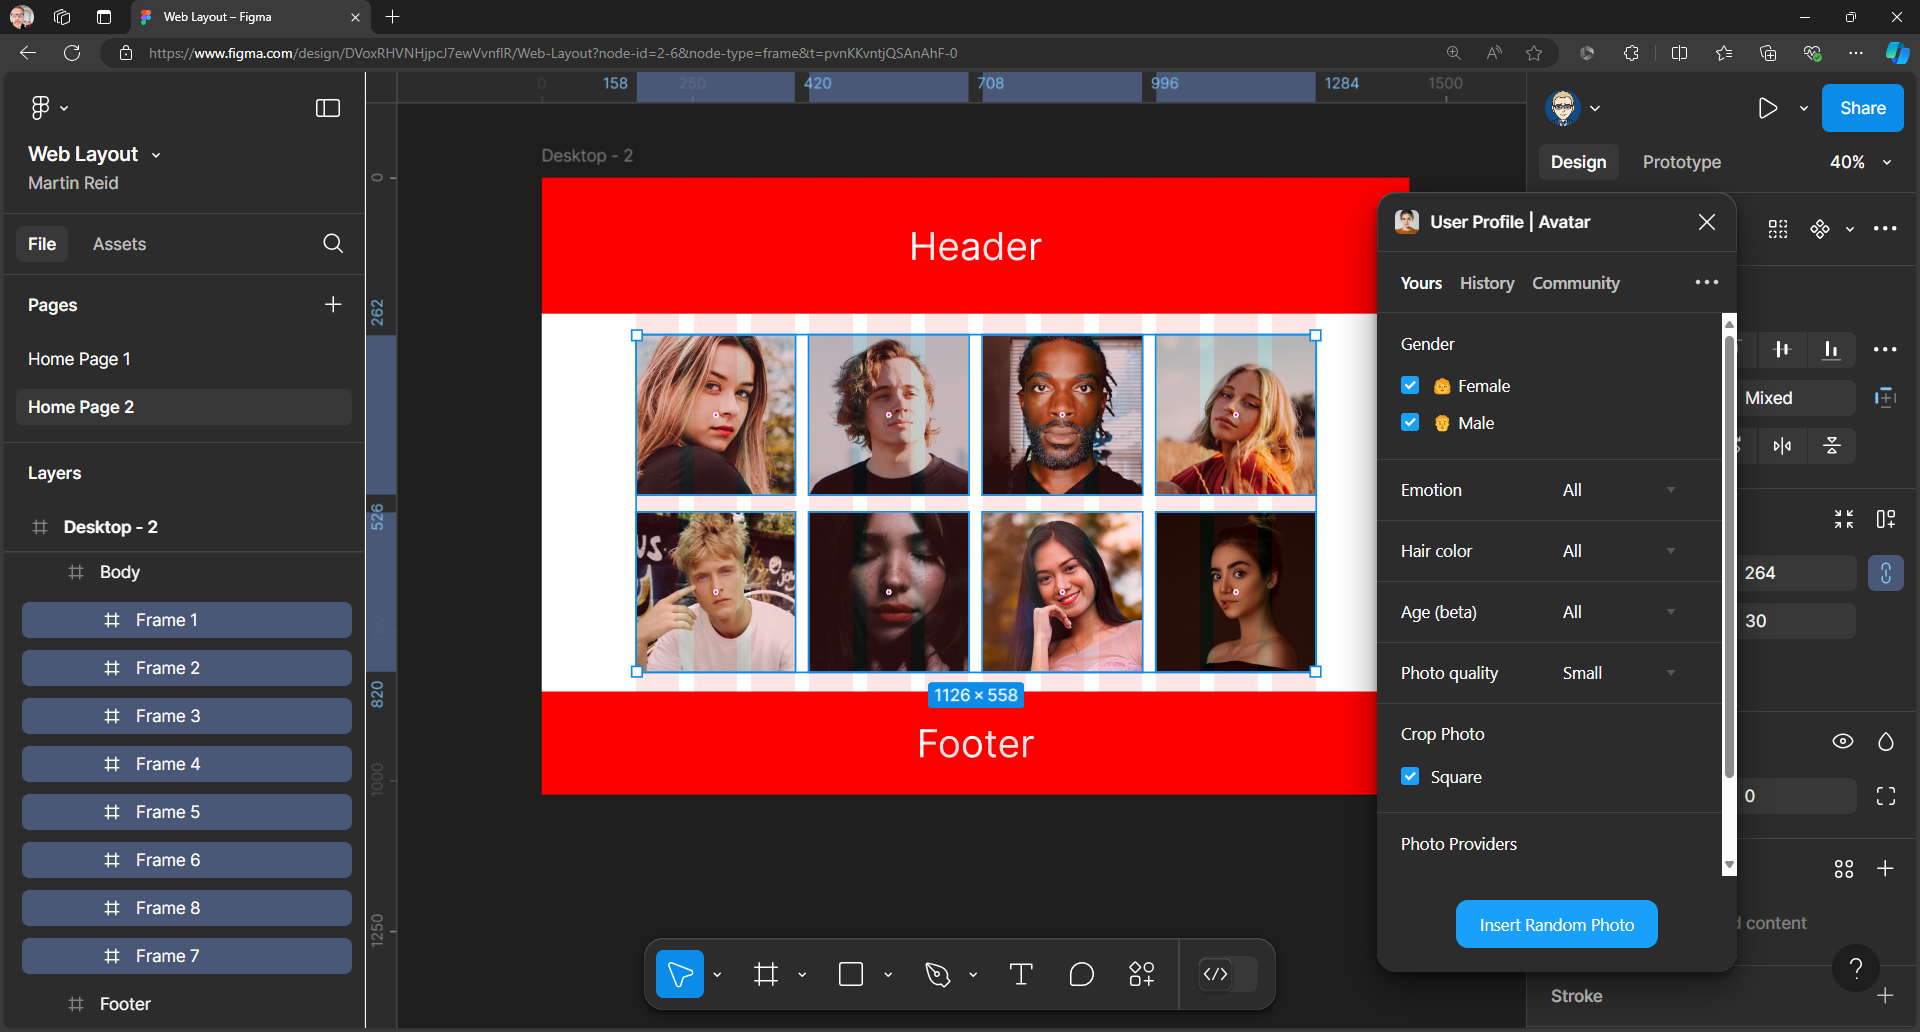 Web Layout – Figma
https://www.figma.com/design/DVoxRHVNHjpcJ7ewVvnfIR/Web-Layout?node-id=2-6&node-type=frame&t=pvnKKvntjQSAnAhF-0
0 158 250 420 708 996 1284 1500
Share
Web Layout
Martin Reid
Desktop - 2
Design Prototype 40%
0
File Assets
Header
User Profile | Avatar
Yours History Community
Pages
262
Home Page 1
Home Page 2
Gender
Female
Male
Mixed
Layers
Emotion All
526
Desktop - 2
Hair color All
Body
264
Frame 1
Age (beta) All
30
Frame 2
Photo quality Small
820
1126 × 558
Frame 3
Footer
Crop Photo
Frame 4
Square
1000
0
Frame 5
Photo Providers
Frame 6
Frame 8
1250
Insert Random Photo
content
Frame 7
?
Footer
Stroke